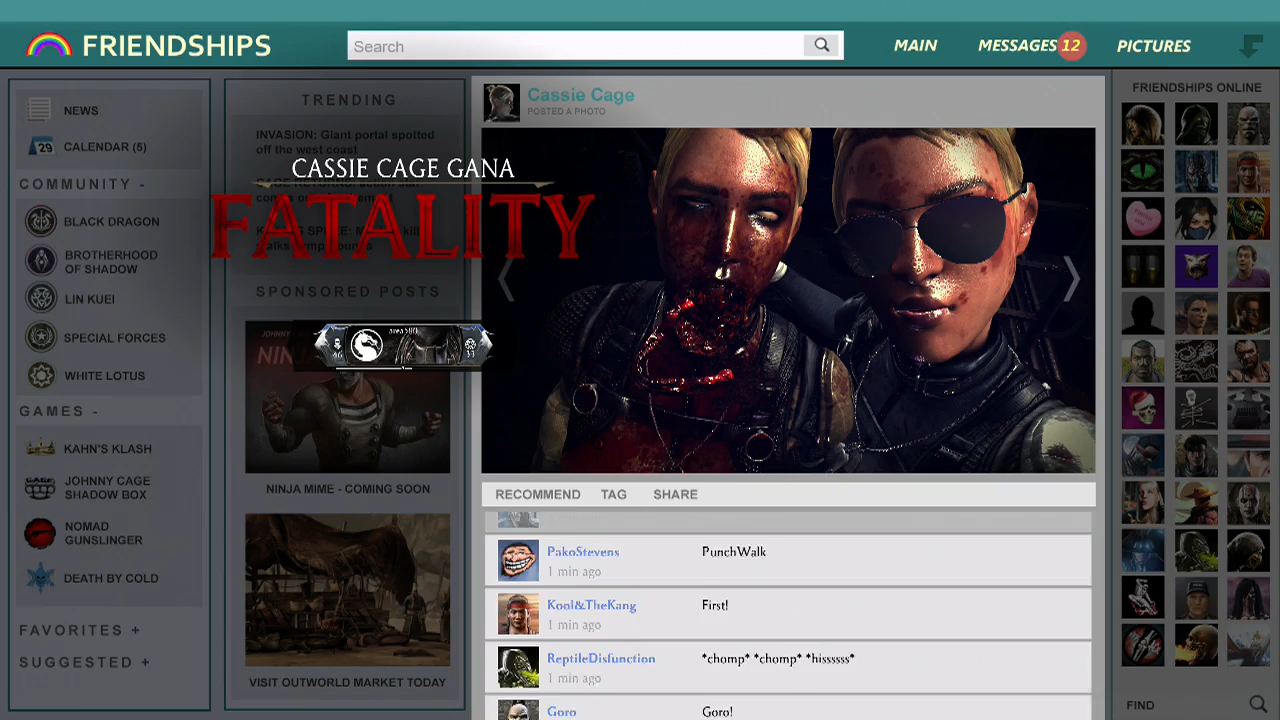 FRIENDSHIPS
Search
MAIN
MESSAGES 12
PICTURES
NEWS
29
CALENDAR (5)
COMMUNITY -
BLACK DRAGON
BROTHERHOOD
OF SHADOW
LIN KUEI
SPECIAL FORCES
WHITE LOTUS
GAMES -
KAHN'S KLASH
JOHNNY CAGE
SHADOW BOX
NOMAD
GUNSLINGER
DEATH BY COLD
FAVORITES +
SUGGESTED +
TRENDING
INVASION: Giant portal spotted
off the west coast
CASSIE CAGE GANA
FATALITY
SPONSORED POSTS
46
33
NINJA MIME - COMING SOON
VISIT OUTWORLD MARKET TODAY
Cassie Cage
POSTED A PHOTO
RECOMMEND
TAG
SHARE
PakoStevens
PunchWalk
1 min ago
Kool&TheKang
First!
1 min ago
ReptileDisfunction
*chomp* *chomp* *hissssss*
1 min ago
Goro
Goro!
FRIENDSHIPS ONLINE
FIND